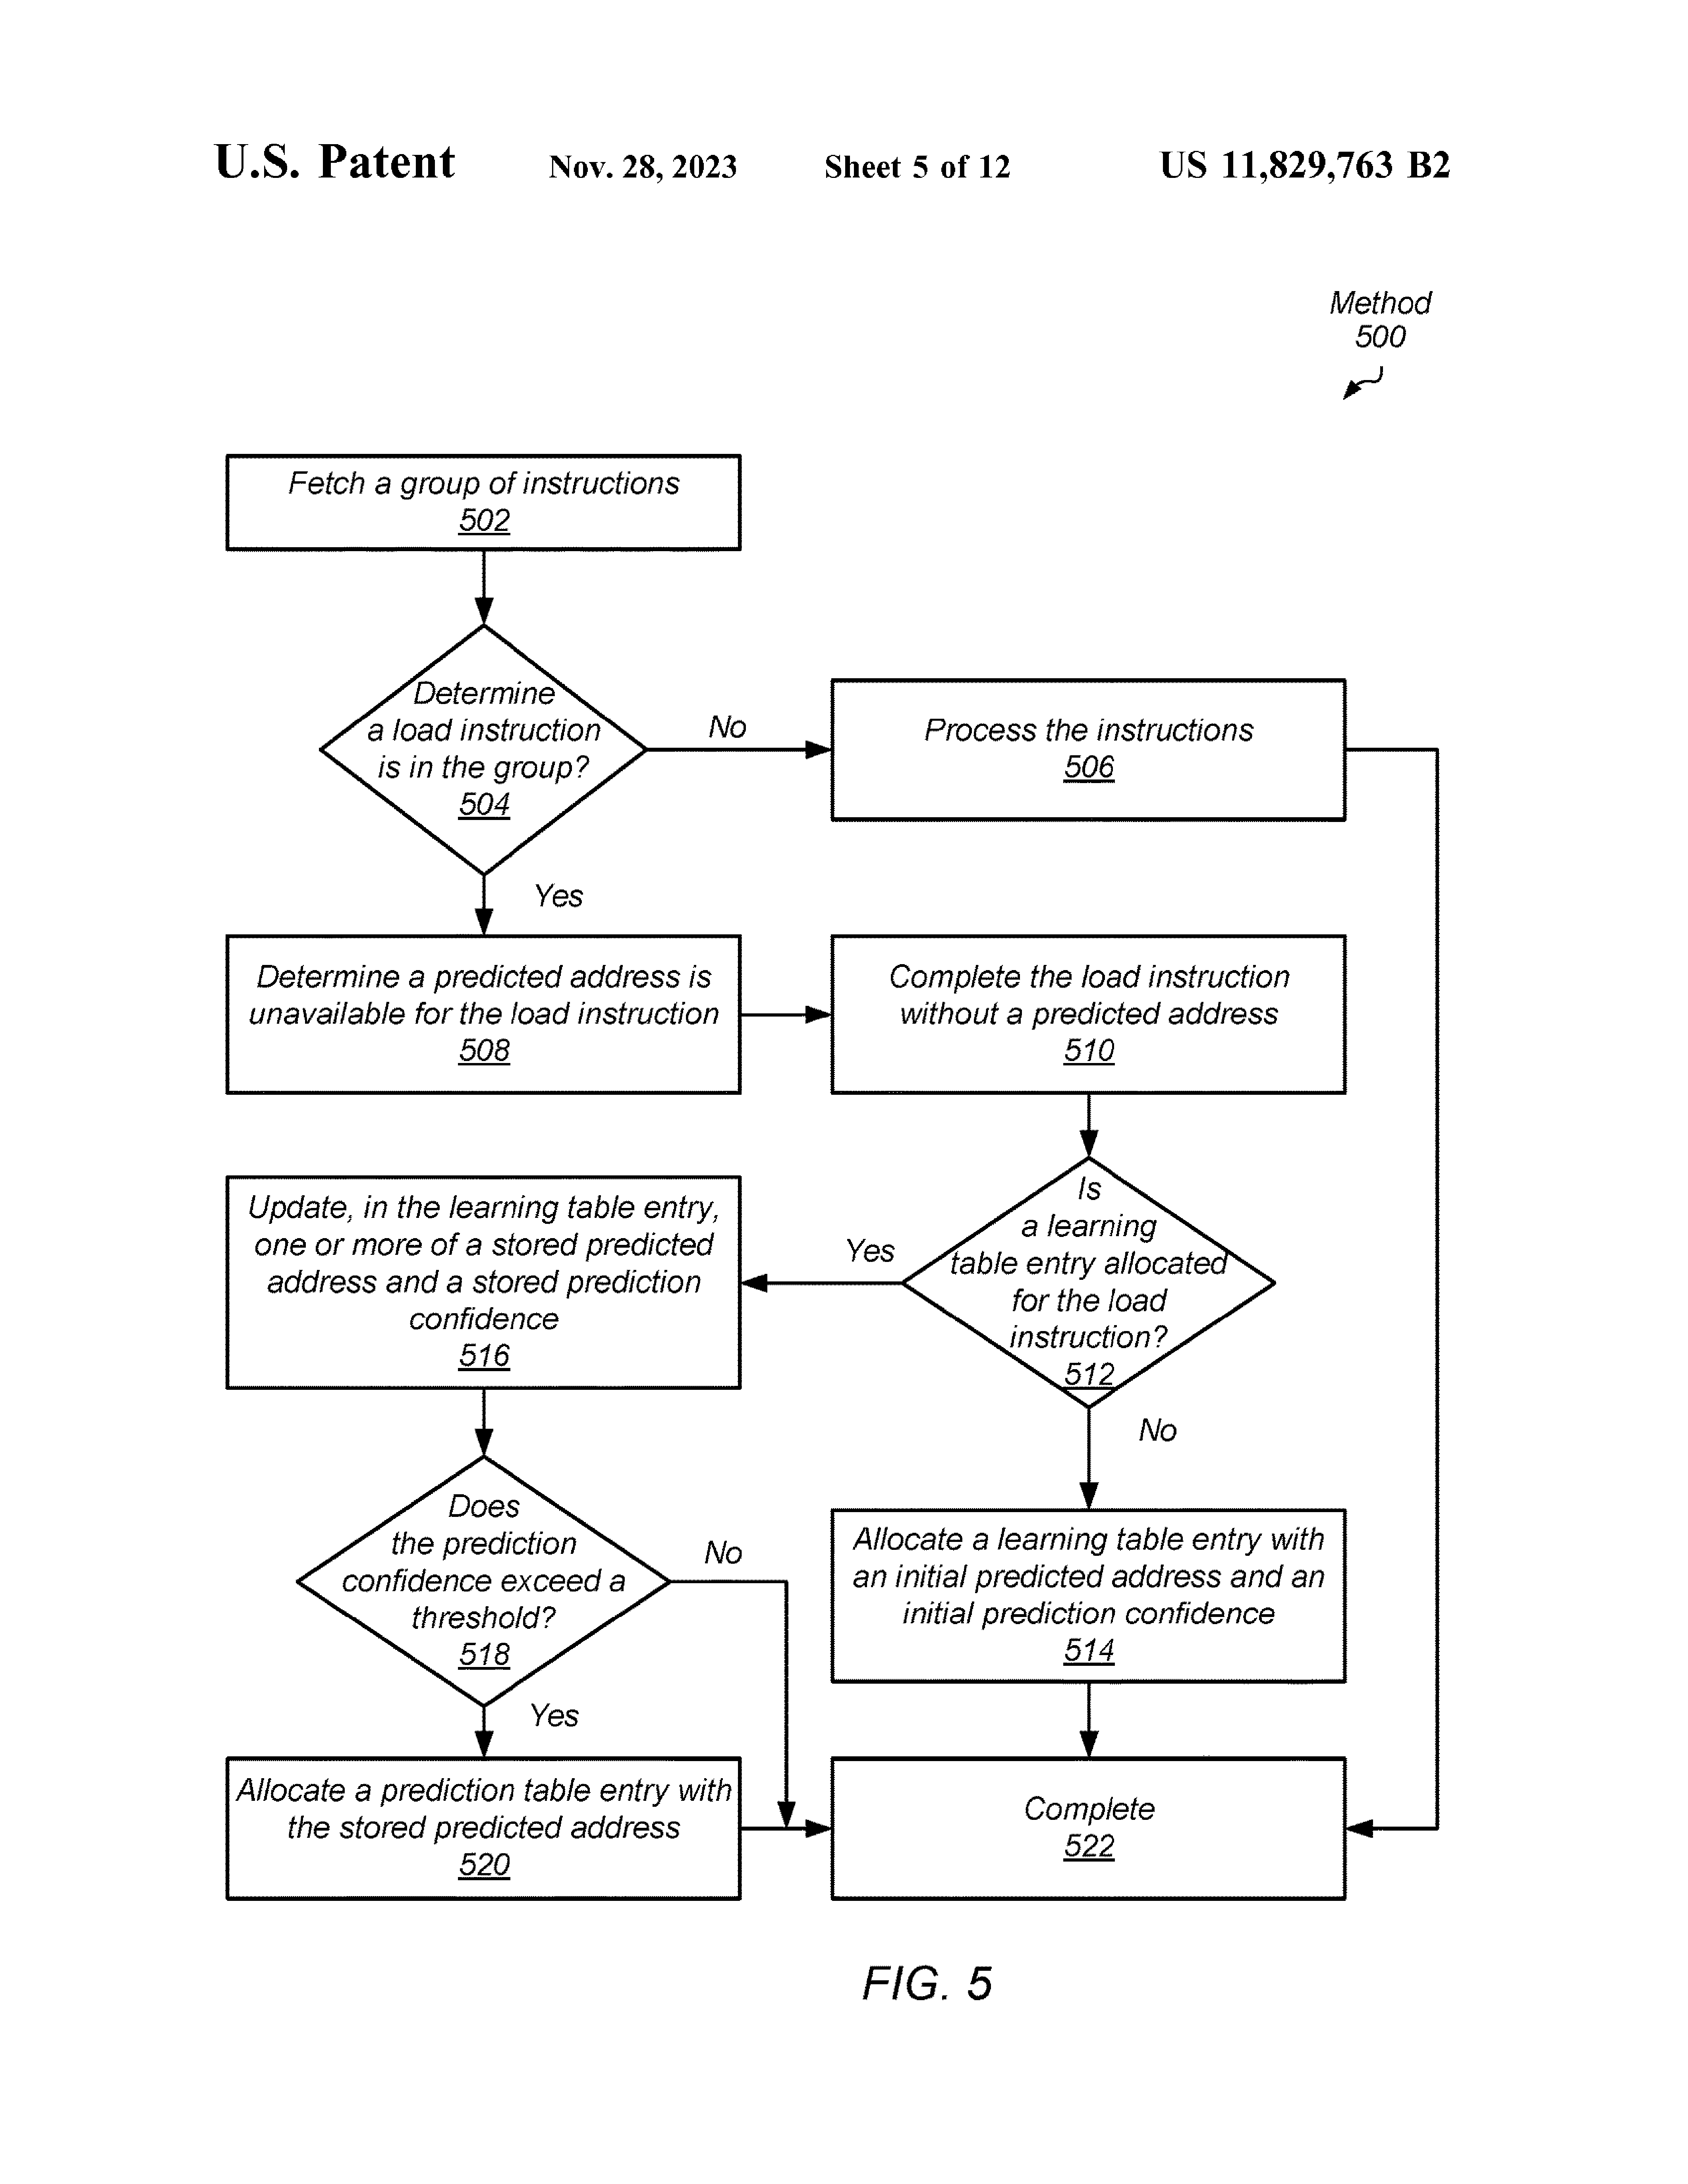 U.S. Patent Nov. 28, 2023 Sheet 5 of 12 US 11,829,763 B2
Method
500
Fetch a group of instructions
502
Determine
a load instruction
is in the group?
504
No
Process the instructions
506
Yes
Determine a predicted address is
unavailable for the load instruction
508
Complete the load instruction
without a predicted address
510
Is
a learning
table entry allocated
for the load
instruction?
512
Yes
Update, in the learning table entry,
one or more of a stored predicted
address and a stored prediction
confidence
516
No
Allocate a learning table entry with
an initial predicted address and an
initial prediction confidence
514
Does
the prediction
confidence exceed a
threshold?
518
No
Yes
Allocate a prediction table entry with
the stored predicted address
520
Complete
522
FIG. 5